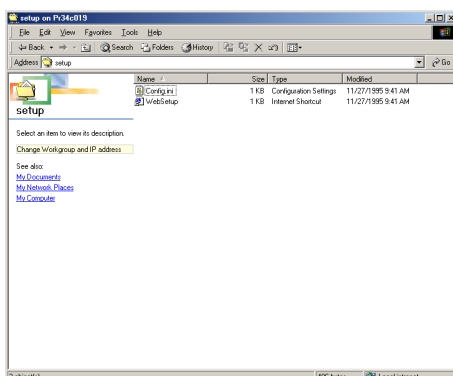 setup on Pr34c019
File Edit View Favorites Tools Help
Back Search Folders History
Address setup Go
Name Size Type Modified
Config.ini 1 KB Configuration Settings 11/27/1995 9:41 AM
WebSetup 1 KB Internet Shortcut 11/27/1995 9:41 AM
setup
Select an item to view its description.
Change Workgroup and IP address
See also:
My Documents
My Network Places
My Computer